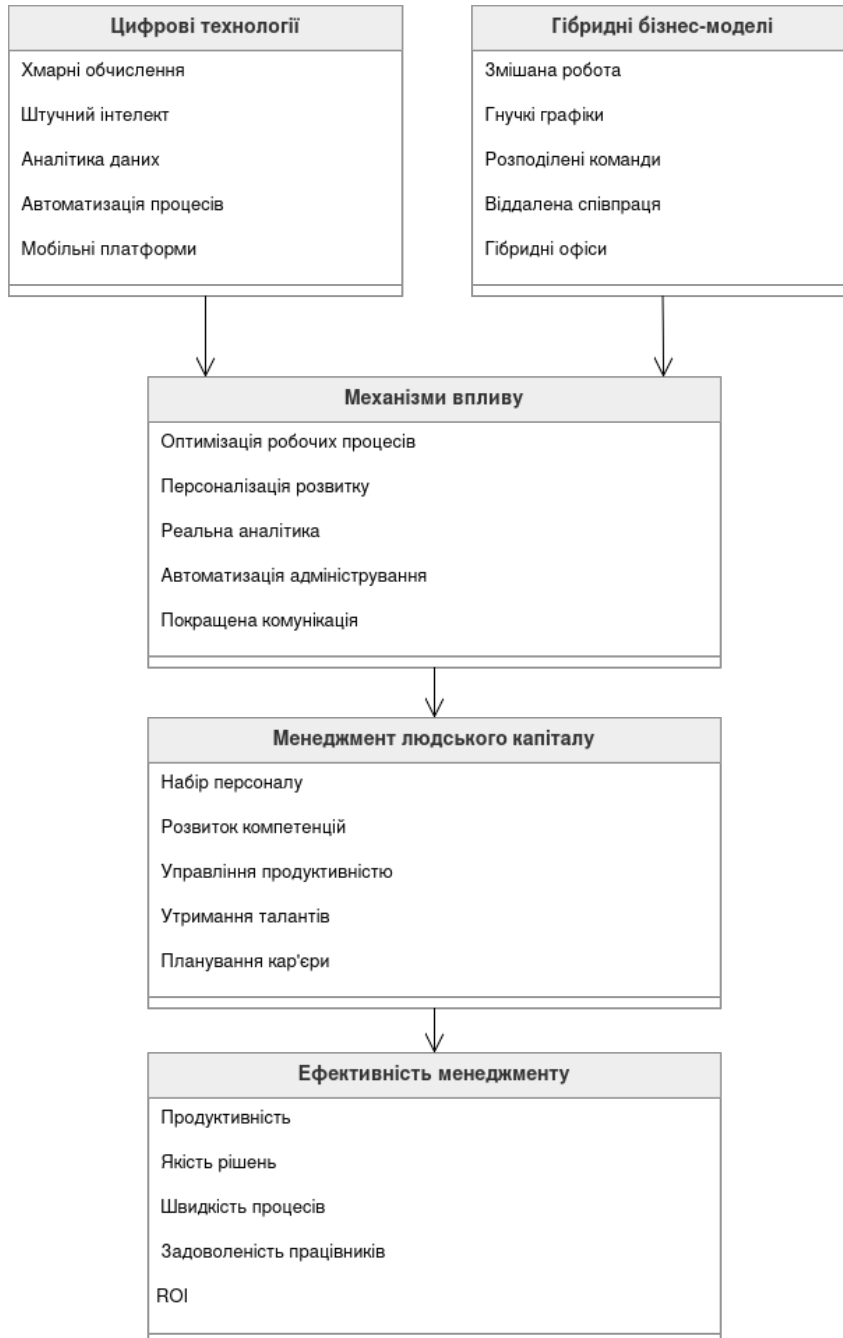 Цифрові технології
Хмарні обчислення
Штучний інтелект
Аналітика даних
Автоматизація процесів
Мобільні платформи
Гібридні бізнес-моделі
Змішана робота
Гнучкі графіки
Розподілені команди
Віддалена співпраця
Гібридні офіси
Механізми впливу
Оптимізація робочих процесів
Персоналізація розвитку
Реальна аналітика
Автоматизація адміністрування
Покращена комунікація
Менеджмент людського капіталу
Набір персоналу
Розвиток компетенцій
Управління продуктивністю
Утримання талантів
Планування кар'єри
Ефективність менеджменту
Продуктивність
Якість рішень
Швидкість процесів
Задоволеність працівників
ROI